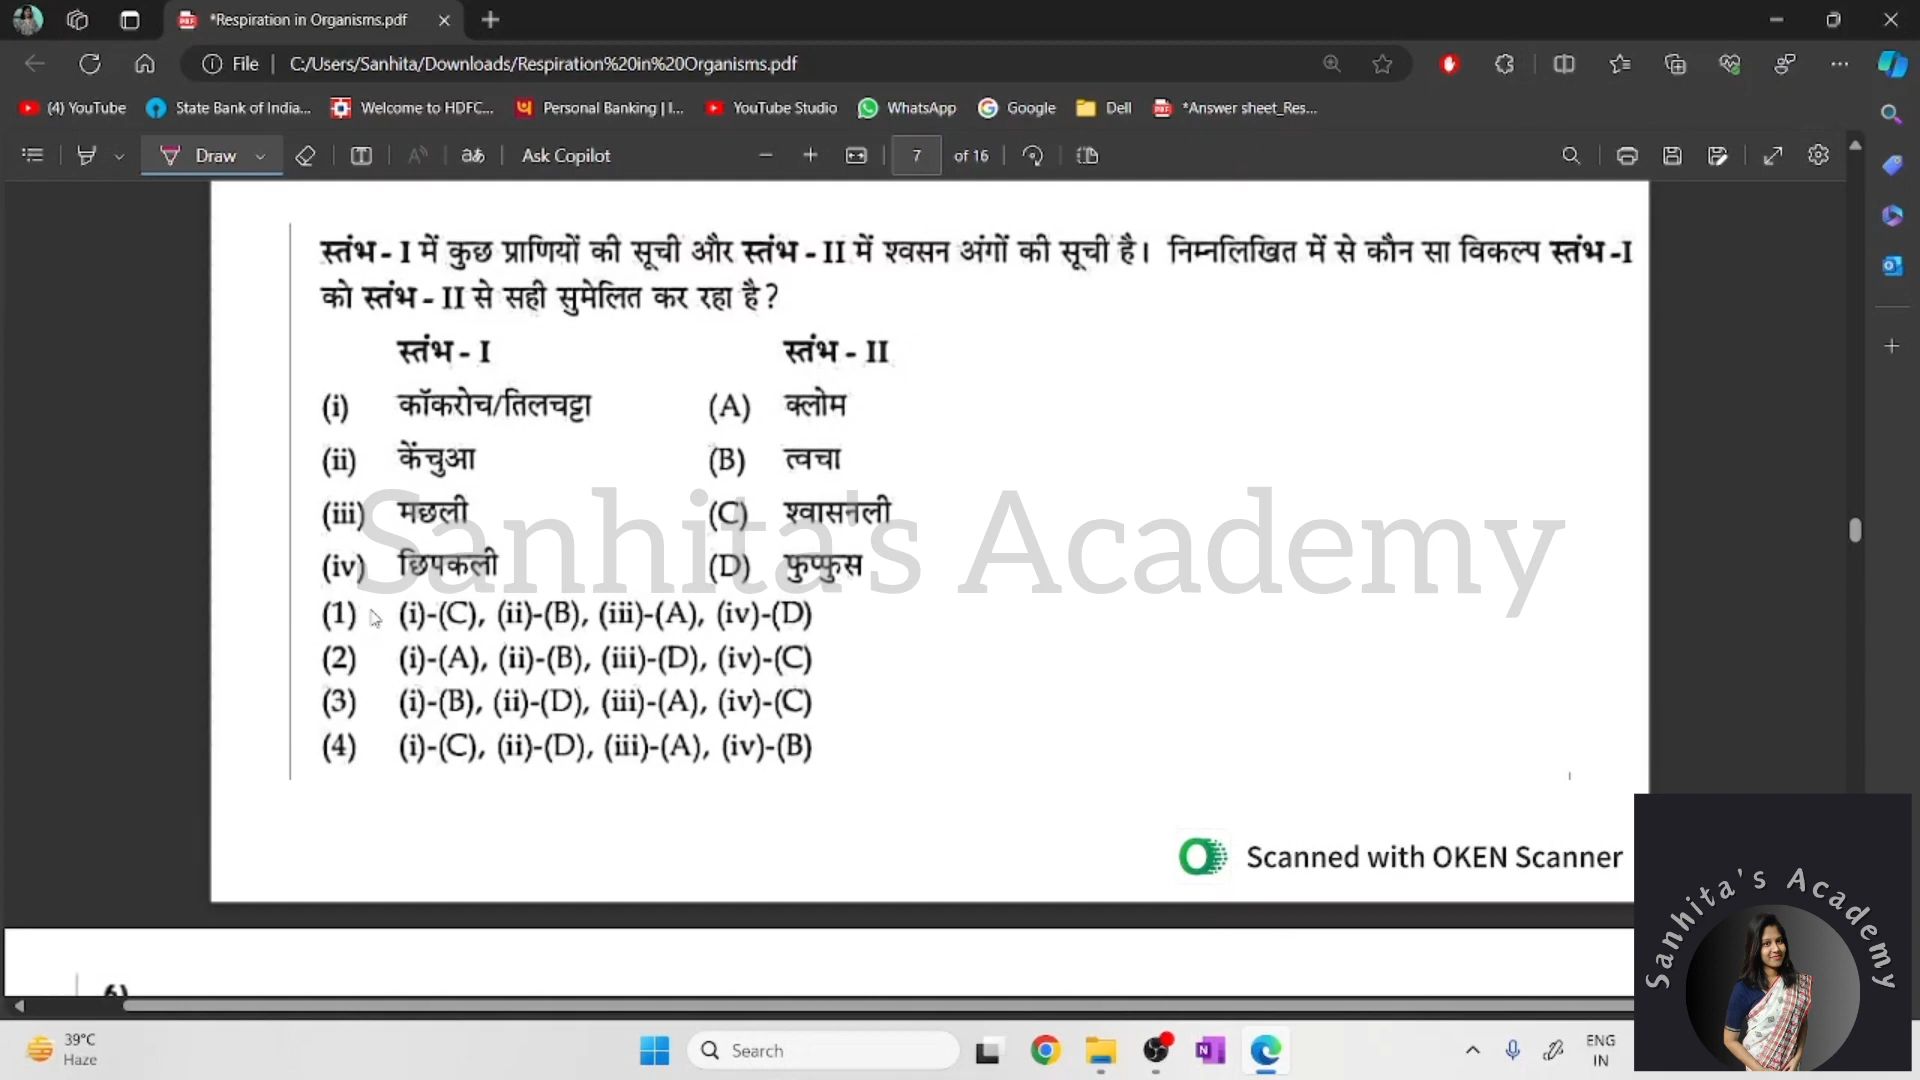 *Respiration in Organisms.pdf
File C:/Users/Sanhita/Downloads/Respiration%20in%20Organisms.pdf
(4) YouTube State Bank of India... Welcome to HDFC... Personal Banking | I... YouTube Studio WhatsApp Google Dell *Answer sheet_Res...
Draw Ask Copilot 7 of 16
स्तंभ - I में कुछ प्राणियों की सूची और स्तंभ - II में श्वसन अंगों की सूची है। निम्नलिखित में से कौन सा विकल्प स्तंभ -I
को स्तंभ - II से सही सुमेलित कर रहा है ?
स्तंभ - I स्तंभ - II
(i) कॉकरोच/तिलचट्टा (A) क्लोम
(ii) केंचुआ (B) त्वचा
(iii) मछली (C) श्वासनली
(iv) छिपकली (D) फुप्फुस
Sanhita's Academy
(1) (i)-(C), (ii)-(B), (iii)-(A), (iv)-(D)
(2) (i)-(A), (ii)-(B), (iii)-(D), (iv)-(C)
(3) (i)-(B), (ii)-(D), (iii)-(A), (iv)-(C)
(4) (i)-(C), (ii)-(D), (iii)-(A), (iv)-(B)
Scanned with OKEN Scanner
Sanhita's Academy
39°C
Haze
Search
ENG
IN